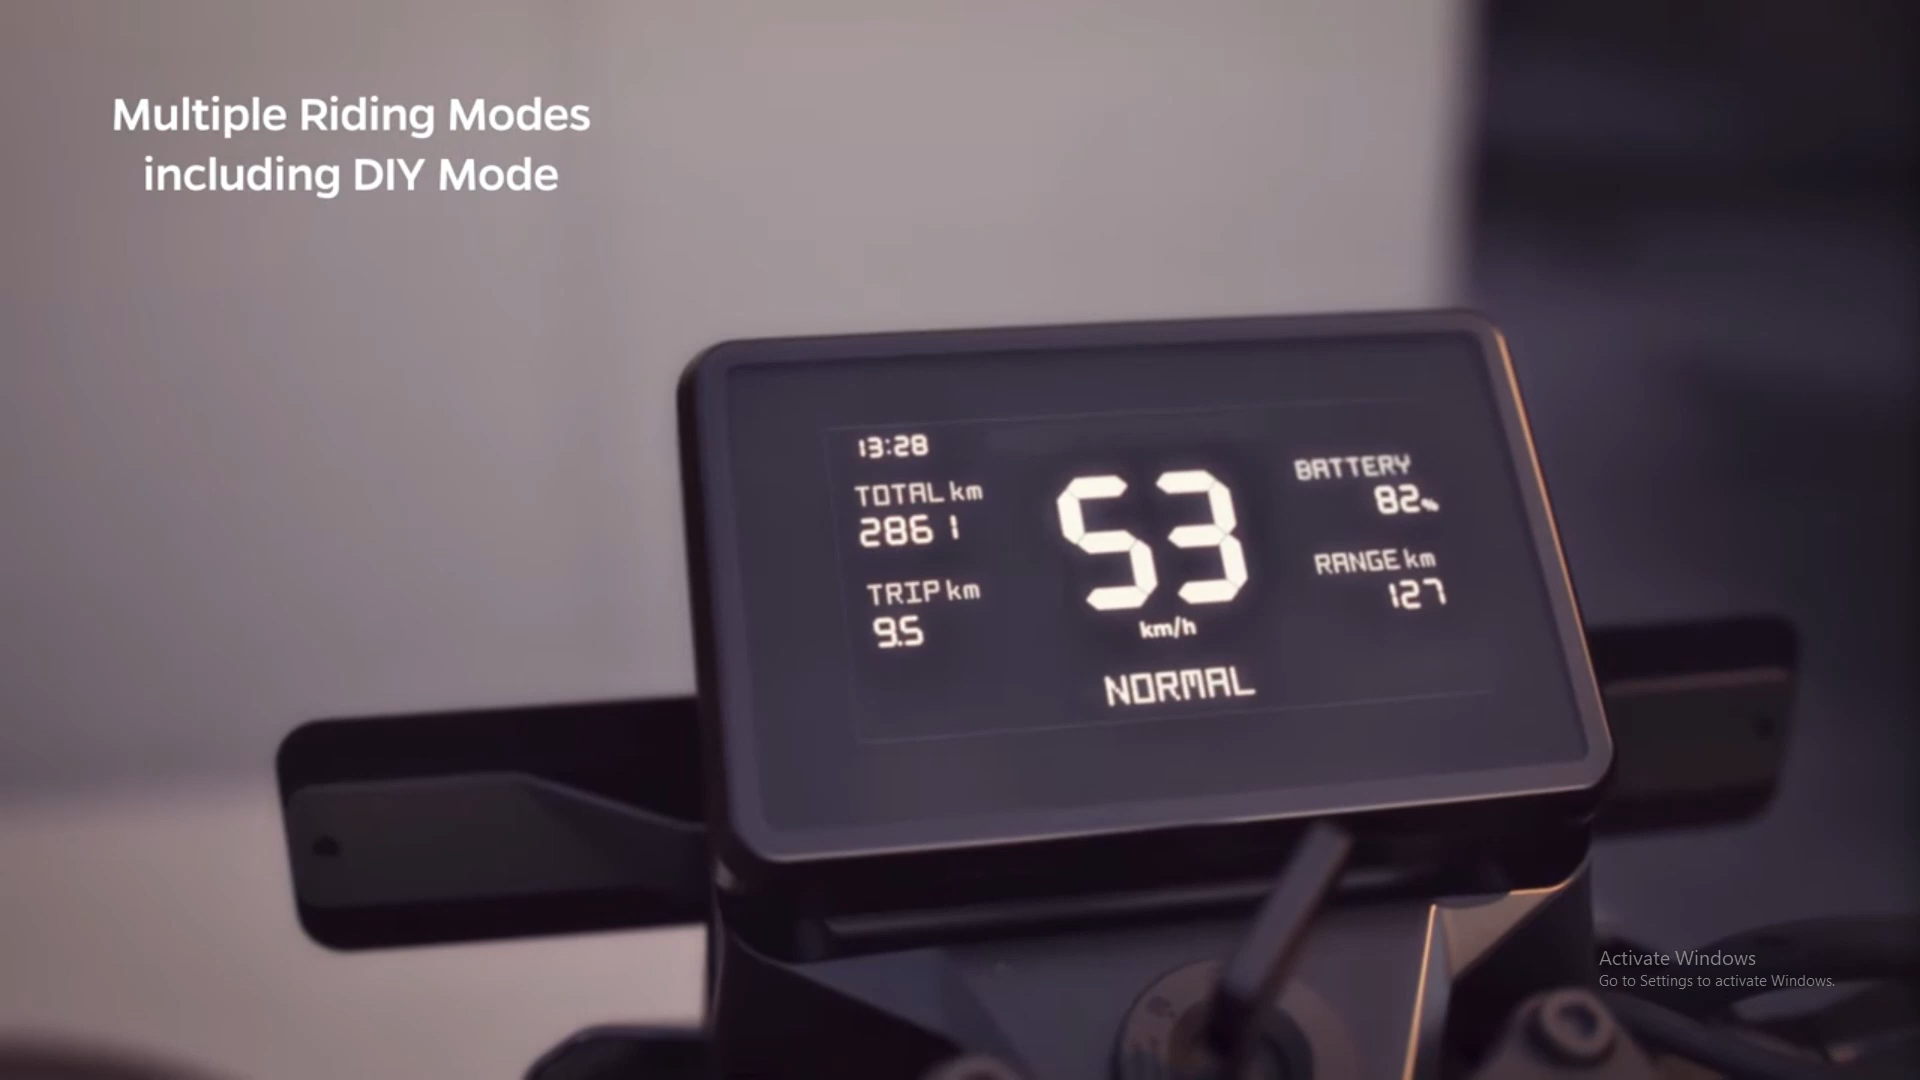 Multiple Riding Modes
including DIY Mode
13:28
TOTAL km
2861
TRIP km
9.5
53
km/h
NORMAL
BATTERY
82%
RANGE km
127
Activate Windows
Go to Settings to activate Windows.